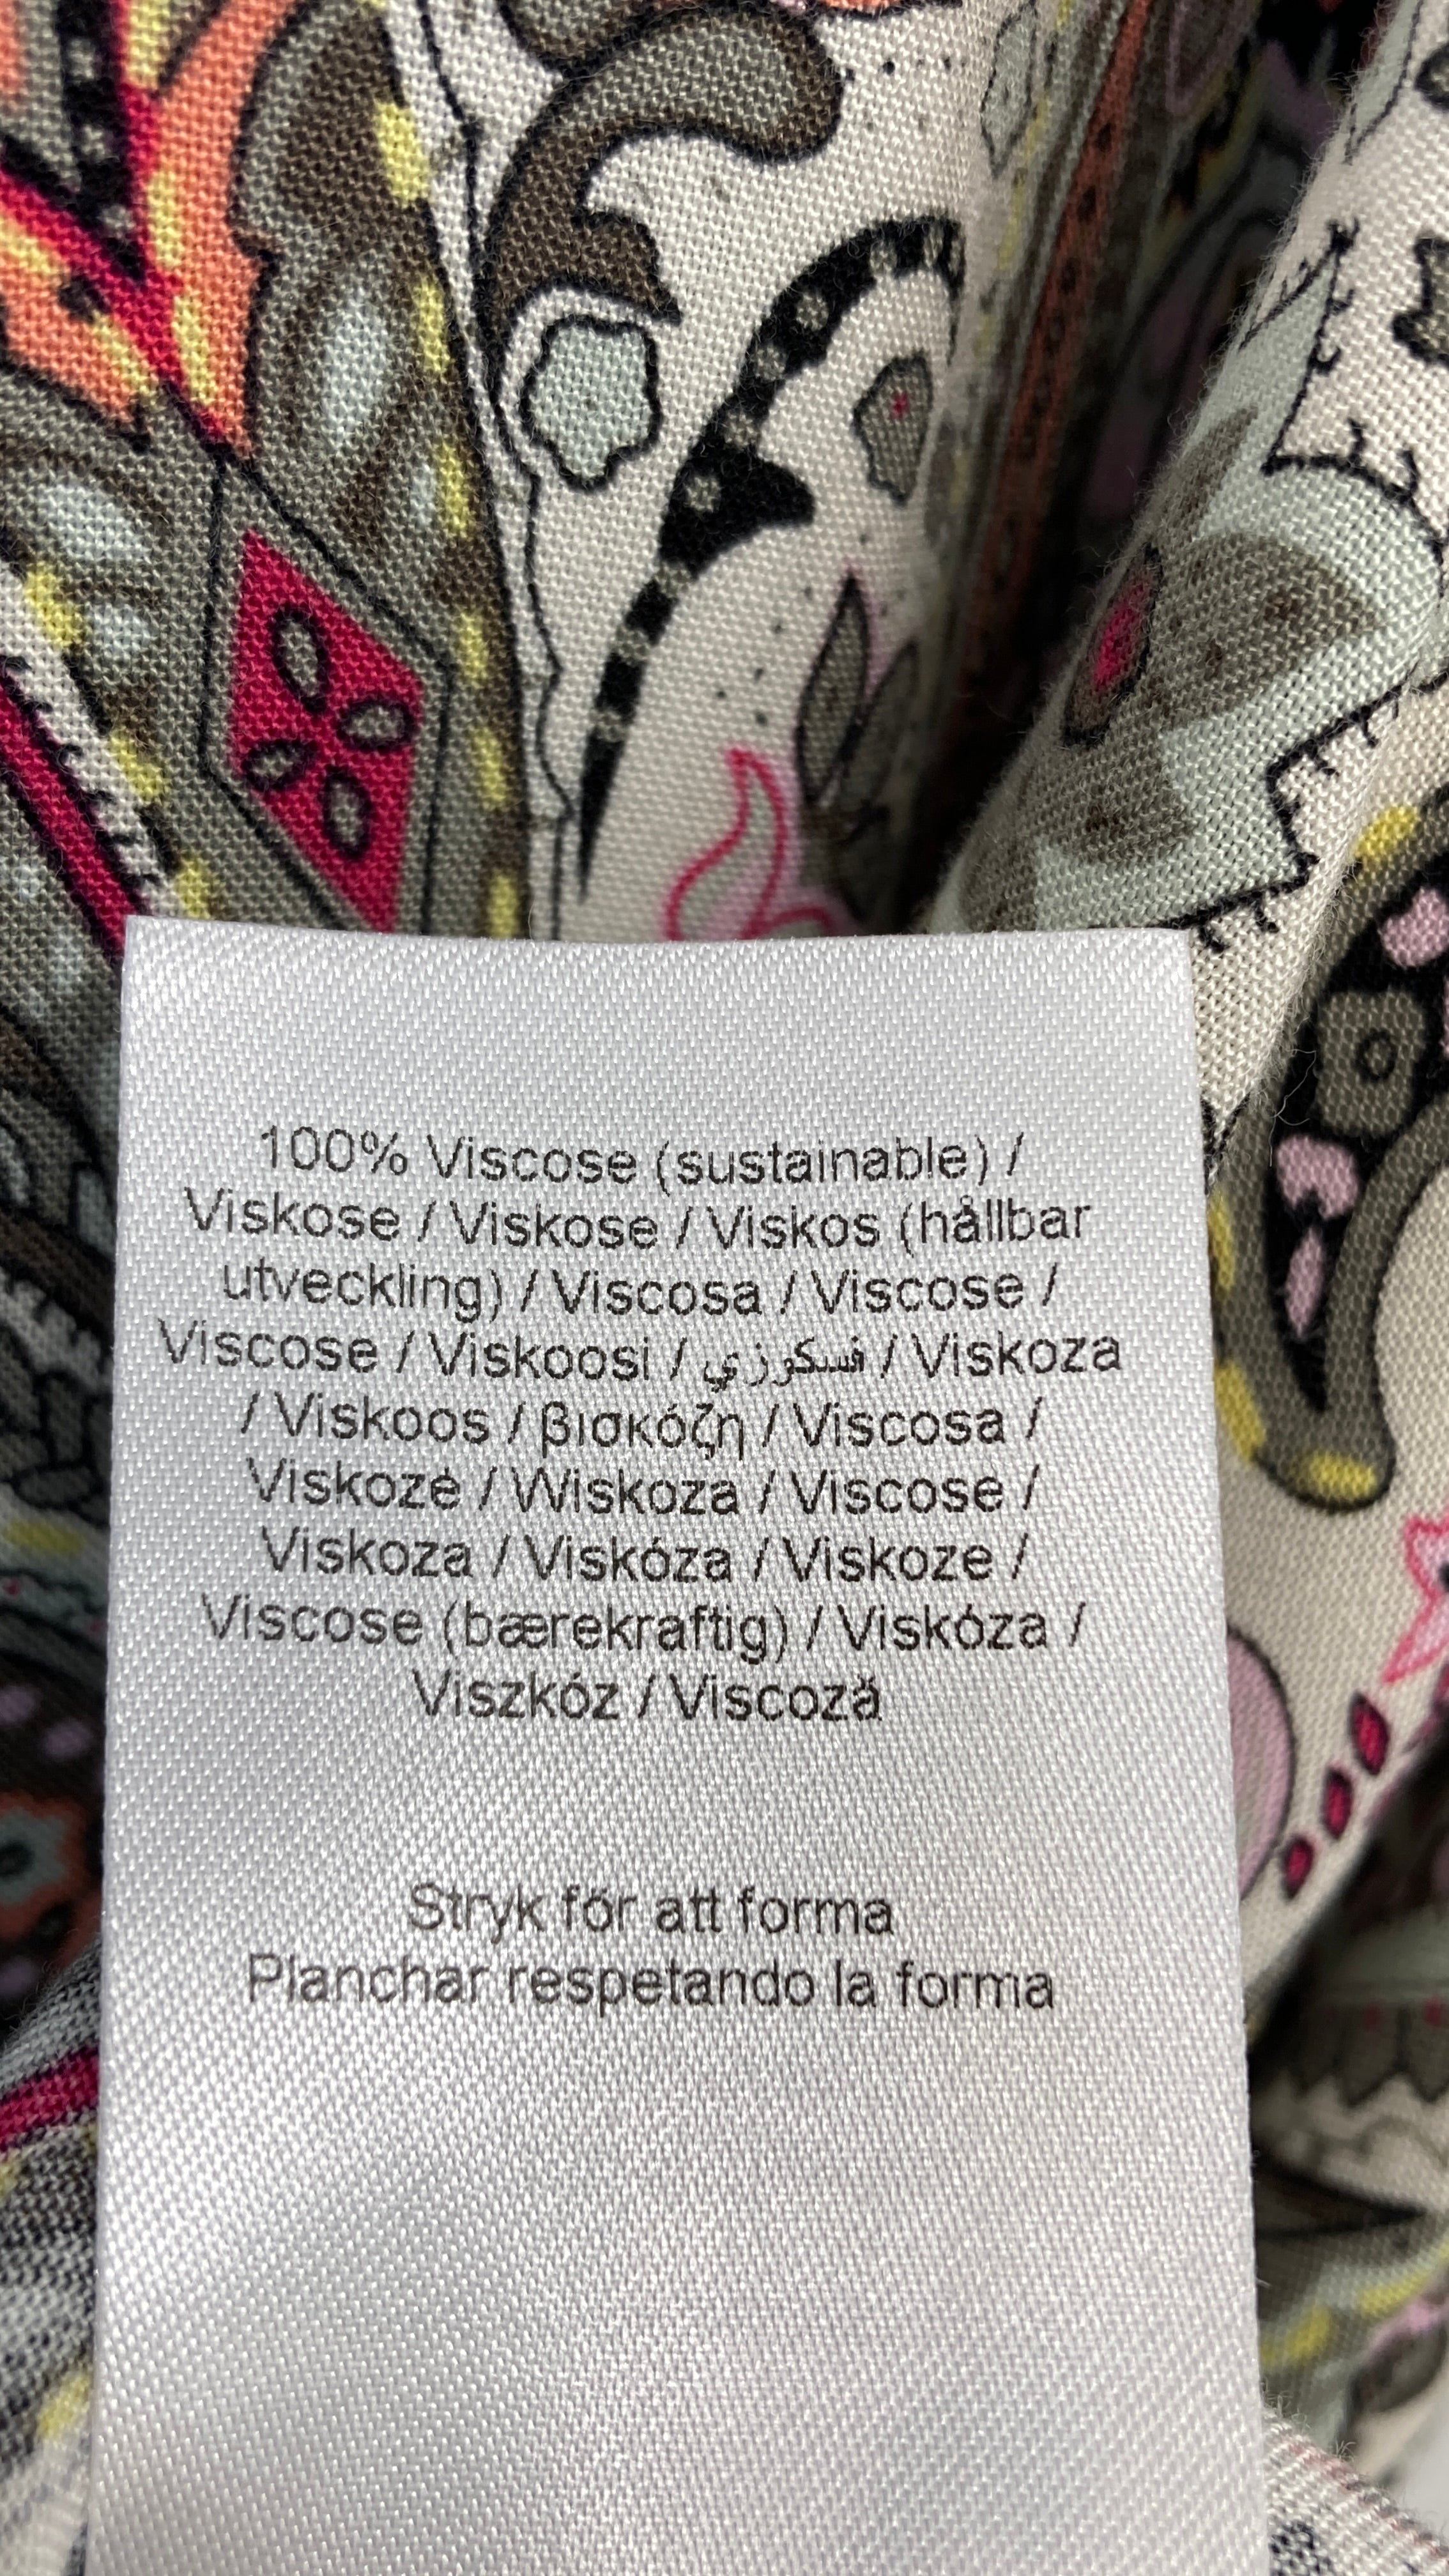 100% Viscose (sustainable) /
Viskose / Viskose / Viskos (hållbar
utveckling) / Viscosa / Viscose /
Viscose / Viskoosi / فسكوزي / Viskoza
/ Viskoos / βισκόζη / Viscosa /
Viskozė / Wiskoza / Viscose /
Viskoza / Viskóza / Viskoze /
Viscose (bærekraftig) / Viskóza /
Viszkóz / Viscoză
Stryk för att forma
Planchar respetando la forma